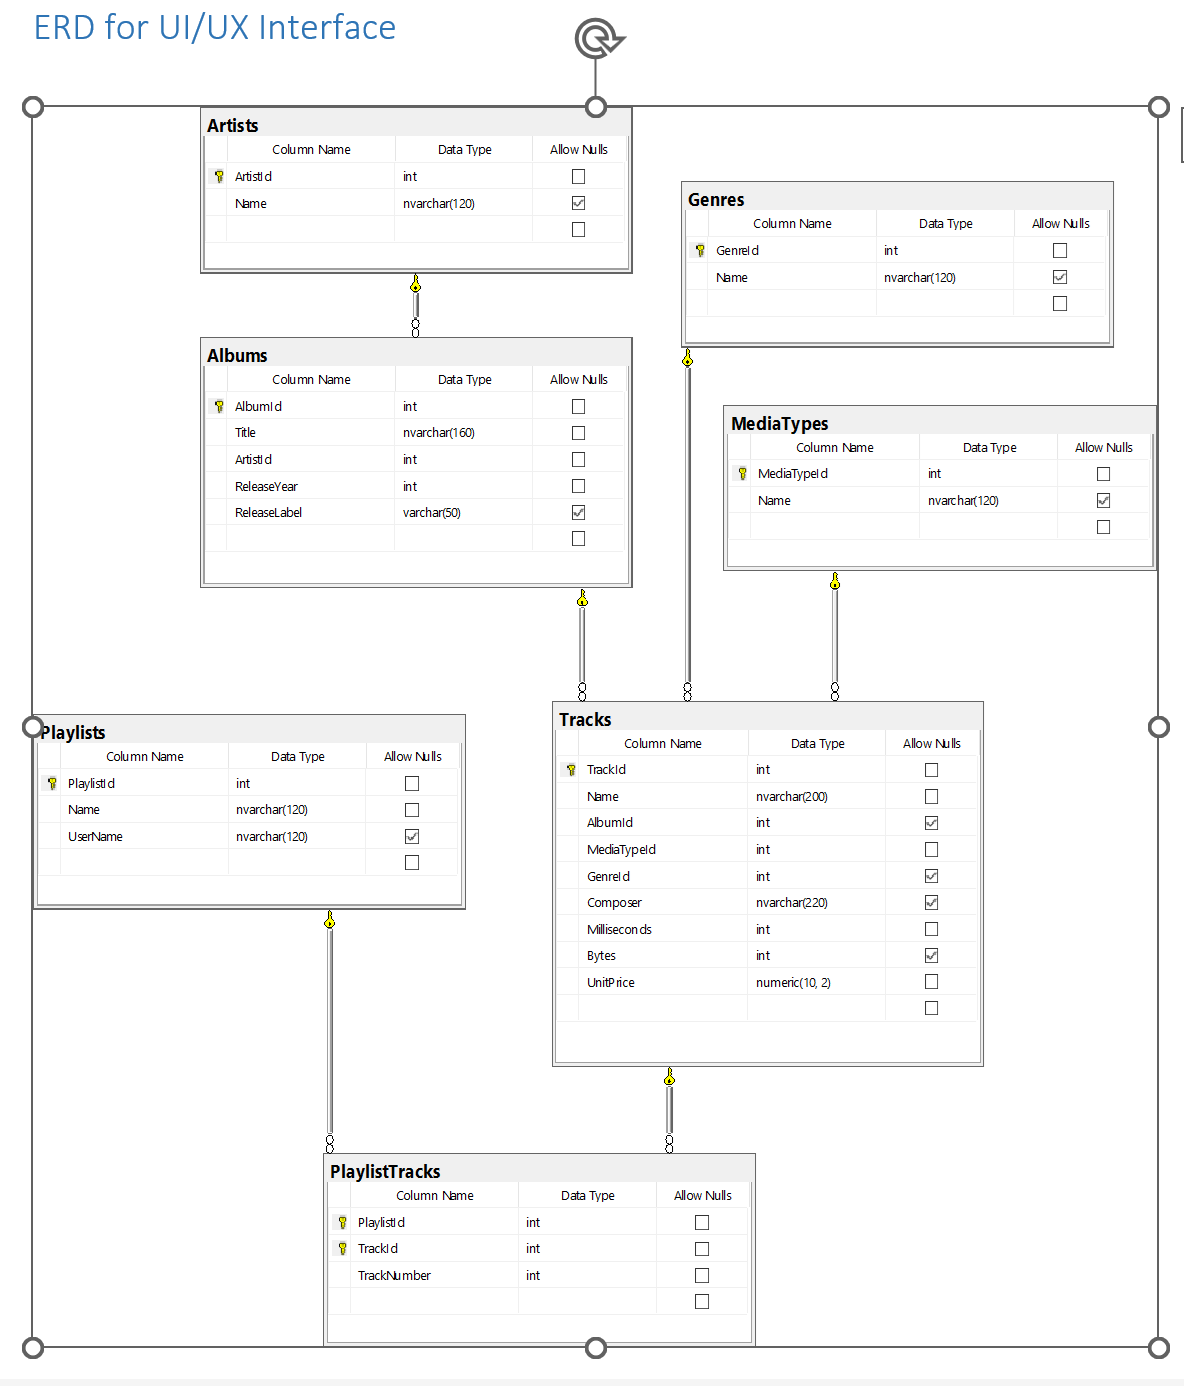 ERD for UI/UX Interface
Artists
Column Name Data Type Allow Nulls
ArtistId int
Name nvarchar(120)
Genres
Column Name Data Type Allow Nulls
GenreId int
Name nvarchar(120)
Albums
Column Name Data Type Allow Nulls
AlbumId int
Title nvarchar(160)
ArtistId int
ReleaseYear int
ReleaseLabel varchar(50)
MediaTypes
Column Name Data Type Allow Nulls
MediaTypeId int
Name nvarchar(120)
Playlists
Column Name Data Type Allow Nulls
PlaylistId int
Name nvarchar(120)
UserName nvarchar(120)
Tracks
Column Name Data Type Allow Nulls
TrackId int
Name nvarchar(200)
AlbumId int
MediaTypeId int
GenreId int
Composer nvarchar(220)
Milliseconds int
Bytes int
UnitPrice numeric(10, 2)
PlaylistTracks
Column Name Data Type Allow Nulls
PlaylistId int
TrackId int
TrackNumber int